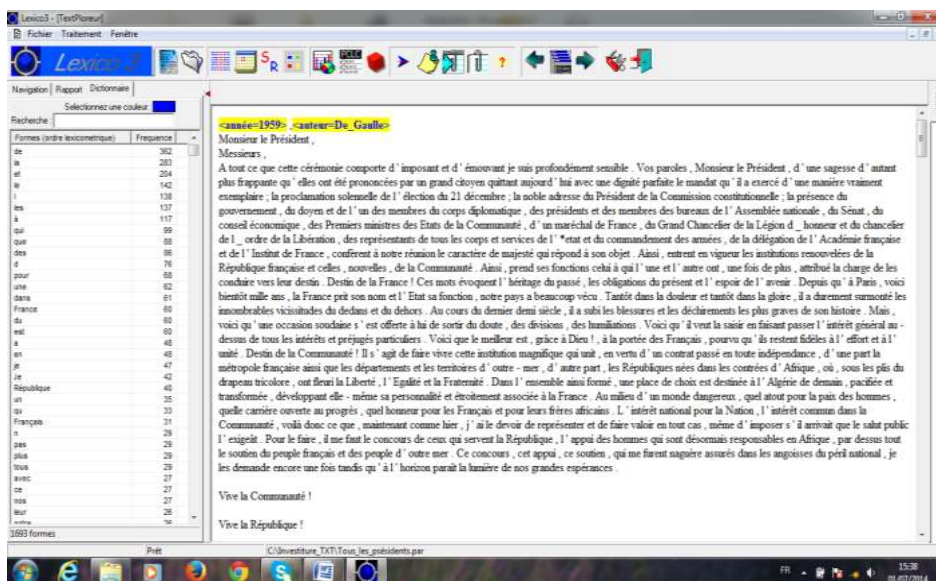 Lexico3 - [TextPloreur]
Fichier Traitement Fenêtre
Lexico 3
Navigation Rapport Dictionnaire
Selectionnez une couleur
Recherche :
Formes (ordre lexicometrique) Frequence
de 362
la 283
et 204
le 142
l 138
les 137
à 117
qui 99
que 88
des 86
d 76
pour 68
une 62
dans 61
France 60
du 60
est 60
a 48
en 48
je 47
Je 42
République 40
un 35
qu 33
Français 31
n 29
pas 29
plus 29
tous 29
avec 27
ce 27
nos 27
leur 26
notre 26
1693 formes
<année=1959> , <auteur=De_Gaulle>
Monsieur le Président ,
Messieurs ,
A tout ce que cette cérémonie comporte d ' imposant et d ' émouvant je suis profondément sensible . Vos paroles , Monsieur le Président , d ' une sagesse d ' autant
plus frappante qu ' elles ont été prononcées par un grand citoyen quittant aujourd ' hui avec une dignité parfaite le mandat qu ' il a exercé d ' une manière vraiment
exemplaire ; la proclamation solennelle de l ' élection du 21 décembre ; la noble adresse du Président de la Commission constitutionnelle ; la présence du
gouvernement , du doyen et de l ' un des membres du corps diplomatique , des présidents et des membres des bureaux de l ' Assemblée nationale , du Sénat , du
conseil économique , des Premiers ministres des Etats de la Communauté , d ' un maréchal de France , du Grand Chancelier de la Légion d _ honneur et du chancelier
de l _ ordre de la Libération , des représentants de tous les corps et services de l ' *etat et du commandement des armées , de la délégation de l ' Académie française
et de l ' Institut de France , confèrent à notre réunion le caractère de majesté qui répond à son objet . Ainsi , entrent en vigueur les institutions renouvelées de la
République française et celles , nouvelles , de la Communauté . Ainsi , prend ses fonctions celui à qui l ' une et l ' autre ont , une fois de plus , attribué la charge de les
conduire vers leur destin . Destin de la France ! Ces mots évoquent l ' héritage du passé , les obligations du présent et l ' espoir de l ' avenir . Depuis qu ' à Paris , voici
bientôt mille ans , la France prit son nom et l ' Etat sa fonction , notre pays a beaucoup vécu . Tantôt dans la douleur et tantôt dans la gloire , il a durement surmonté les
innombrables vicissitudes du dedans et du dehors . Au cours du dernier demi siècle , il a subi les blessures et les déchirements les plus graves de son histoire . Mais ,
voici qu ' une occasion soudaine s ' est offerte à lui de sortir du doute , des divisions , des humiliations . Voici qu ' il veut la saisir en faisant passer l ' intérêt général au -
dessus de tous les intérêts et préjugés particuliers . Voici que le meilleur est , grâce à Dieu ! , à la portée des Français , pourvu qu ' ils restent fidèles à l ' effort et à l '
unité . Destin de la Communauté ! Il s ' agit de faire vivre cette institution magnifique qui unit , en vertu d ' un contrat passé en toute indépendance , d ' une part la
métropole française ainsi que les départements et les territoires d ' outre - mer , d ' autre part , les Républiques nées dans les contrées d ' Afrique , où , sous les plis du
drapeau tricolore , ont fleuri la Liberté , l ' Egalité et la Fraternité . Dans l ' ensemble ainsi formé , une place de choix est destinée à l ' Algérie de demain , pacifiée et
transformée , développant elle - même sa personnalité et étroitement associée à la France . Au milieu d ' un monde dangereux , quel atout pour la paix des hommes ,
quelle carrière ouverte au progrès , quel honneur pour les Français et pour leurs frères africains . L ' intérêt national pour la Nation , l ' intérêt commun dans la
Communauté , voilà donc ce que , maintenant comme hier , j ' ai le devoir de représenter et de faire valoir en tout cas , même d ' imposer s ' il arrivait que le salut public
l ' exigeât . Pour le faire , il me faut le concours de ceux qui servent la République , l ' appui des hommes qui sont désormais responsables en Afrique , par dessus tout
le soutien du peuple français et des peuple d ' outre mer . Ce concours , cet appui , ce soutien , qui me furent naguère assurés dans les angoisses du péril national , je
les demande encore une fois tandis qu ' à l ' horizon paraît la lumière de nos grandes espérances .
Vive la Communauté !
Vive la République !
Prêt C:\Investiture_TXT\Tous_les_psésidents.par
FR 15:38
01/07/2014